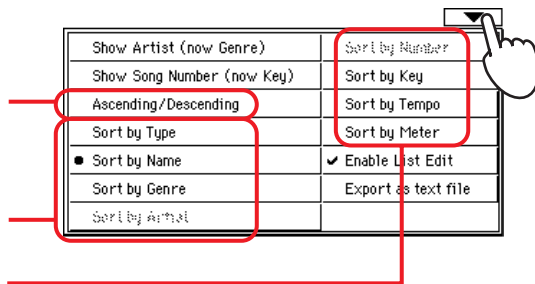 Show Artist (now Genre)
Show Song Number (now Key)
Ascending/Descending
Sort by Type
Sort by Name
Sort by Genre
Sort by Artist
Sort by Number
Sort by Key
Sort by Tempo
Sort by Meter
Enable List Edit
Export as text file